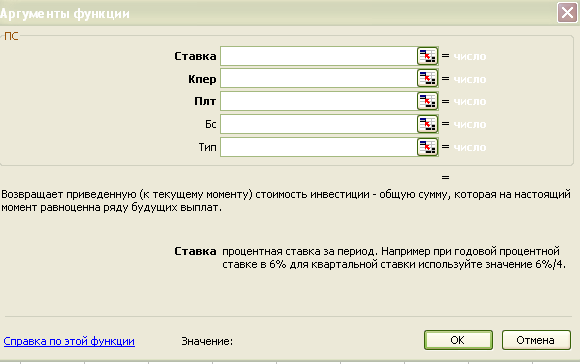 Аргументы функции
ПС
Ставка = число
Кпер = число
Плт = число
Бс = число
Тип = число
=
Возвращает приведенную (к текущему моменту) стоимость инвестиции - общую сумму, которая на настоящий
момент равноценна ряду будущих выплат.
Ставка процентная ставка за период. Например при годовой процентной
ставке в 6% для квартальной ставки используйте значение 6%/4.
Справка по этой функции Значение: OK Отмена